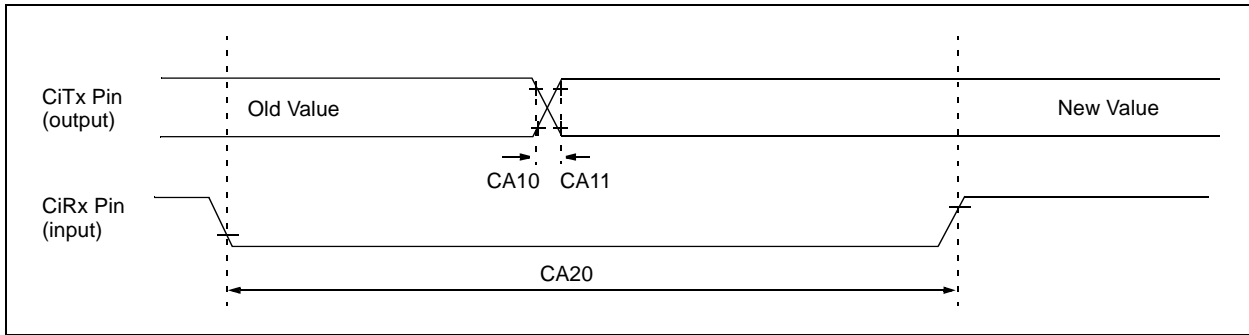 CiTx Pin
(output)
Old Value
New Value
CA10 CA11
CiRx Pin
(input)
CA20